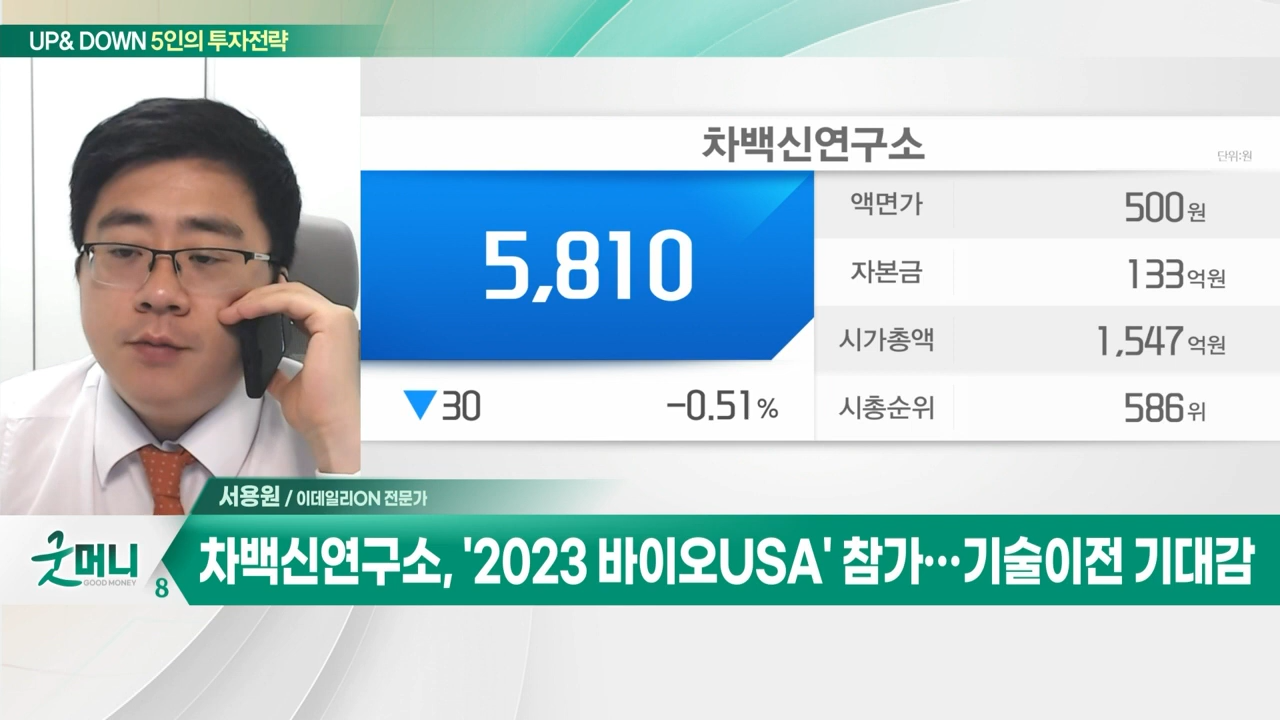 UP& DOWN 5인의 투자전략
차백신연구소
단위:원
5,810
▼30 -0.51%
액면가 500원
자본금 133억원
시가총액 1,547억원
시총순위 586위
서용원 / 이데일리ON 전문가
굿머니
GOOD MONEY
8
차백신연구소, '2023 바이오USA' 참가…기술이전 기대감